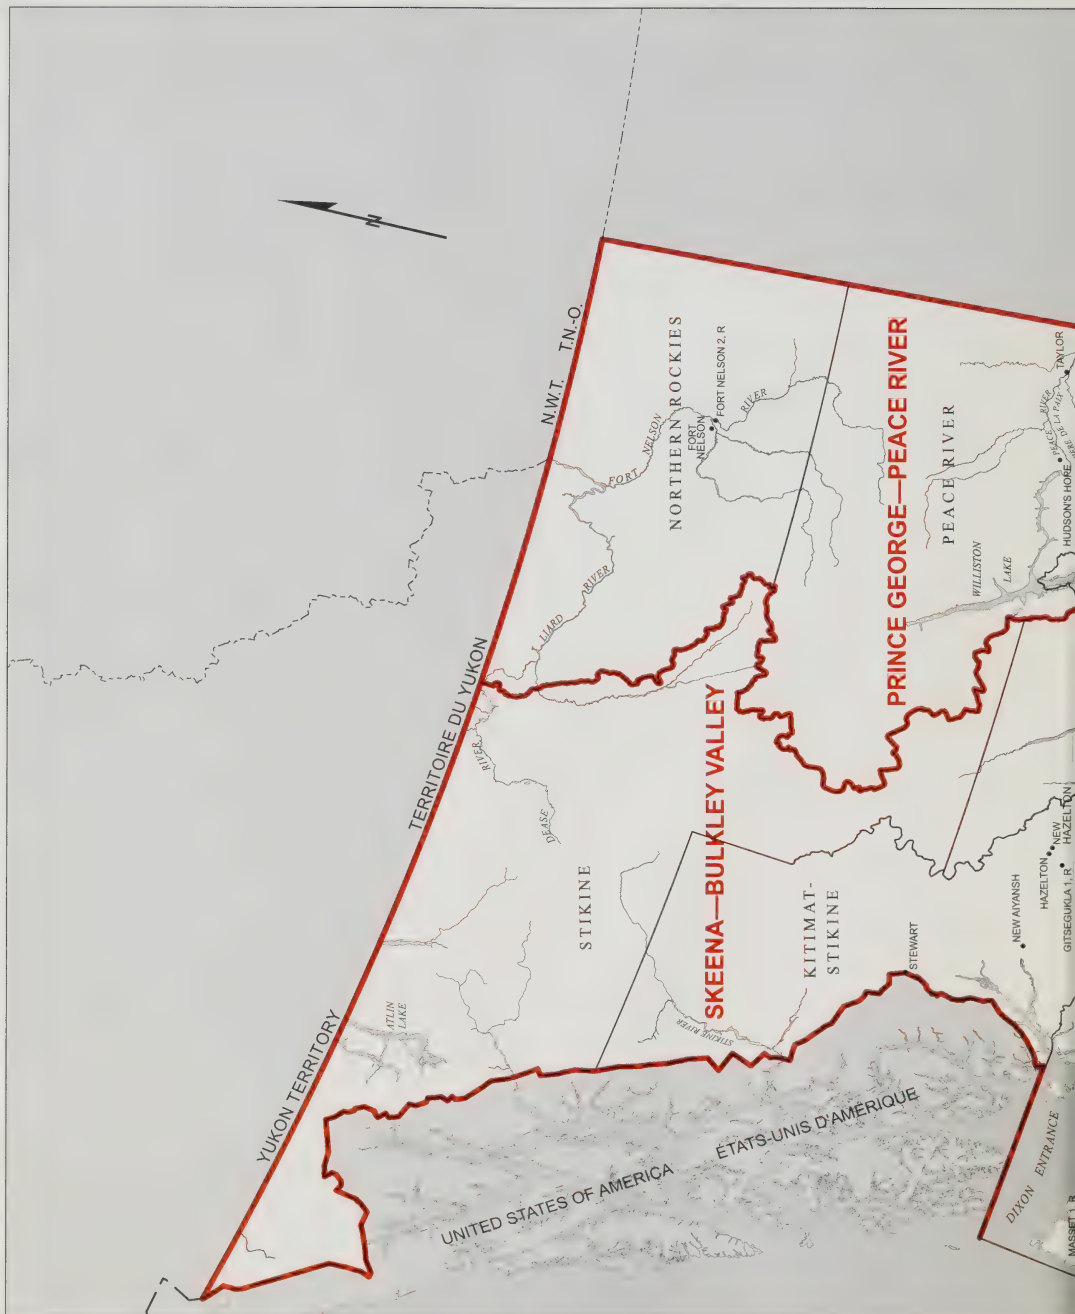 N
N.W.T. T.N.-O.
TERRITOIRE DU YUKON
YUKON TERRITORY
NORTHERN ROCKIES
FORT NELSON 2, R
FORT
NELSON
FORT NELSON
RIVER
LIARD RIVER
PRINCE GEORGE—PEACE RIVER
PEACE RIVER
TAYLOR
PEACE RIVER
DE LA PAIX
HUDSON'S HOPE
WILLISTON
LAKE
SKEENA—BULKLEY VALLEY
DEASE RIVER
STIKINE
ATLIN
LAKE
KITIMAT-
STIKINE
STIKINE RIVER
STEWART
NEW AIYANSH
HAZELTON
NEW
HAZELTON
GITSEGUKLA 1, R
UNITED STATES OF AMERICA
ÉTATS-UNIS D'AMÉRIQUE
DIXON ENTRANCE
MASSET 1, R